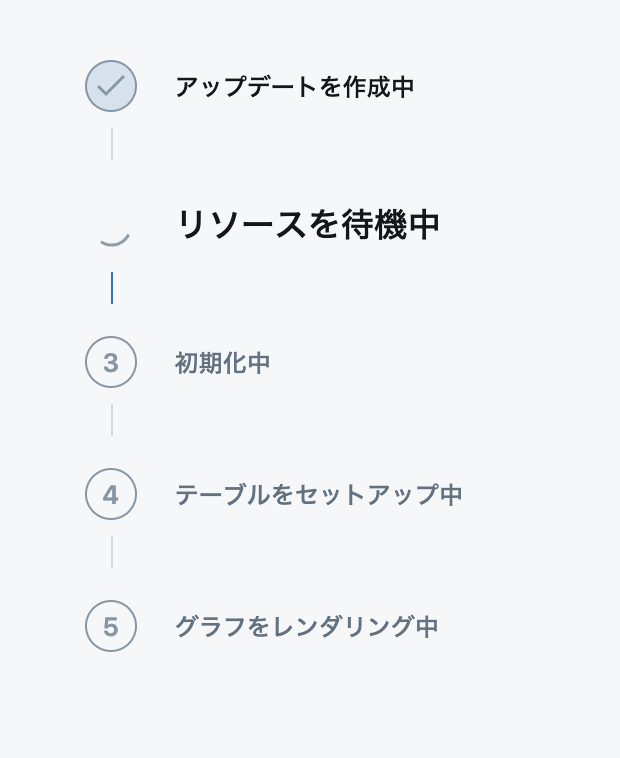 アップデートを作成中
リソースを待機中
3 初期化中
4 テーブルをセットアップ中
5 グラフをレンダリング中